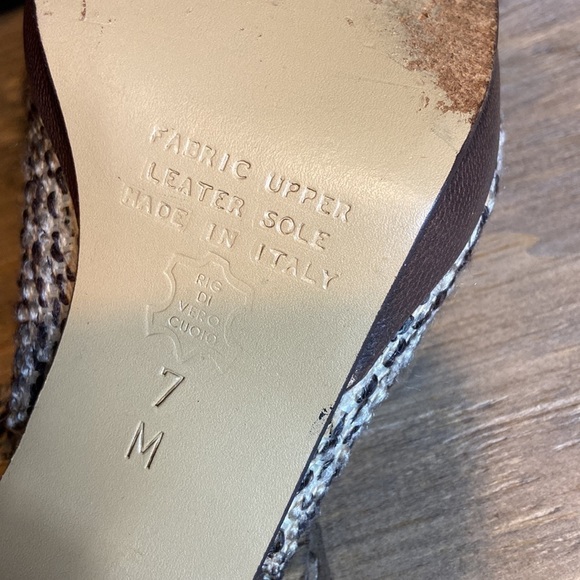 FABRIC UPPER
LEATER SOLE
MADE IN ITALY
RIG
DI
VERO
CUOIO
7
M